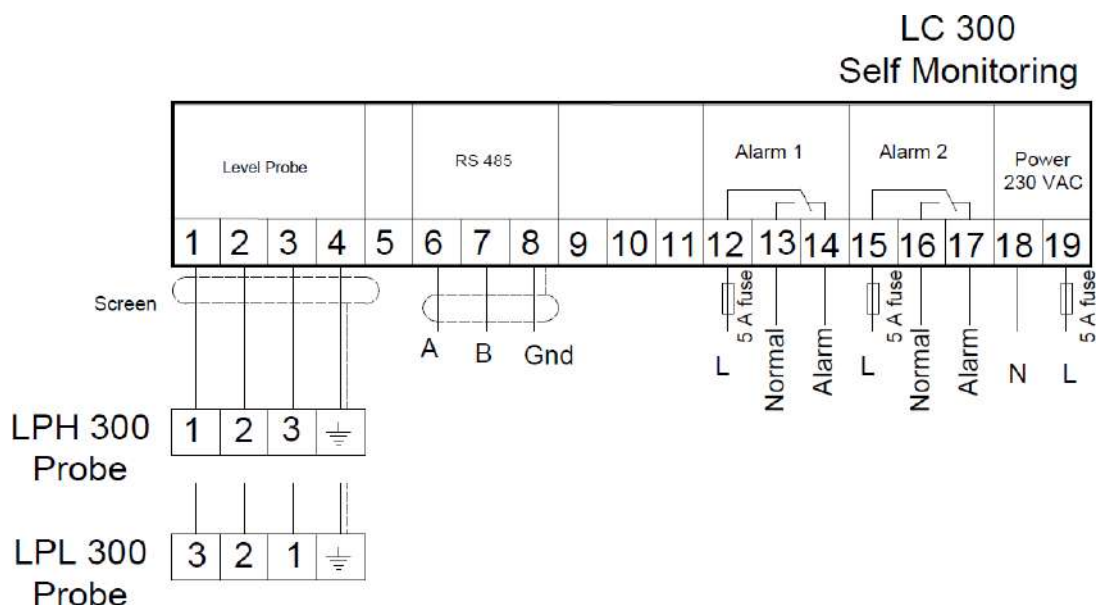 LC 300
Self Monitoring
Level Probe
RS 485
Alarm 1
Alarm 2
Power
230 VAC
1 2 3 4 5 6 7 8 9 10 11 12 13 14 15 16 17 18 19
Screen
A
B
Gnd
L
5 A fuse
Normal
Alarm
L
5 A fuse
Normal
Alarm
N
L
5 A fuse
LPH 300
Probe
1 2 3
LPL 300
Probe
3 2 1